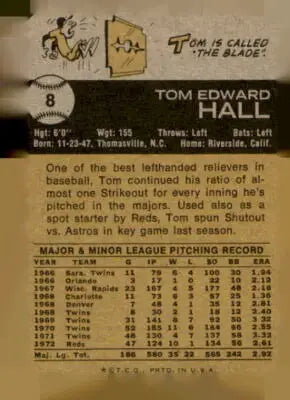 TOM IS CALLED
"THE BLADE".
8
TOM EDWARD
HALL
Hgt: 6'0" Wgt: 155 Throws: Left Bats: Left
Born: 11-23-47, Thomasville, N.C. Home: Riverside, Calif.
One of the best lefthanded relievers in
baseball, Tom continued his ratio of al-
most one Strikeout for every inning he's
pitched in the majors. Used also as a
spot starter by Reds, Tom spun Shutout
vs. Astros in key game last season.
MAJOR & MINOR LEAGUE PITCHING RECORD
YEAR TEAM G IP W L SO BB ERA
1966 Sara. Twins 11 79 6 4 100 30 1.94
1966 Orlando 3 17 1 0 22 10 2.12
1967 Wisc. Rapids 23 167 5 177 48 2.16
1968 Charlotte 11 73 6 3 57 25 1.36
1968 Denver 7 48 4 1 35 12 2.81
1968 Twins 8 30 2 1 18 12 2.40
1969 Twins 31 141 8 7 92 50 3.32
1970 Twins 52 155 11 6 184 66 2.55
1971 Twins 48 130 4 7 137 58 3.32
1972 Reds 47 124 10 1 134 56 2.61
Maj. Lg. Tot. 186 580 35 22 565 242 2.92
© T.C.G., PRTD. IN U.S.A.